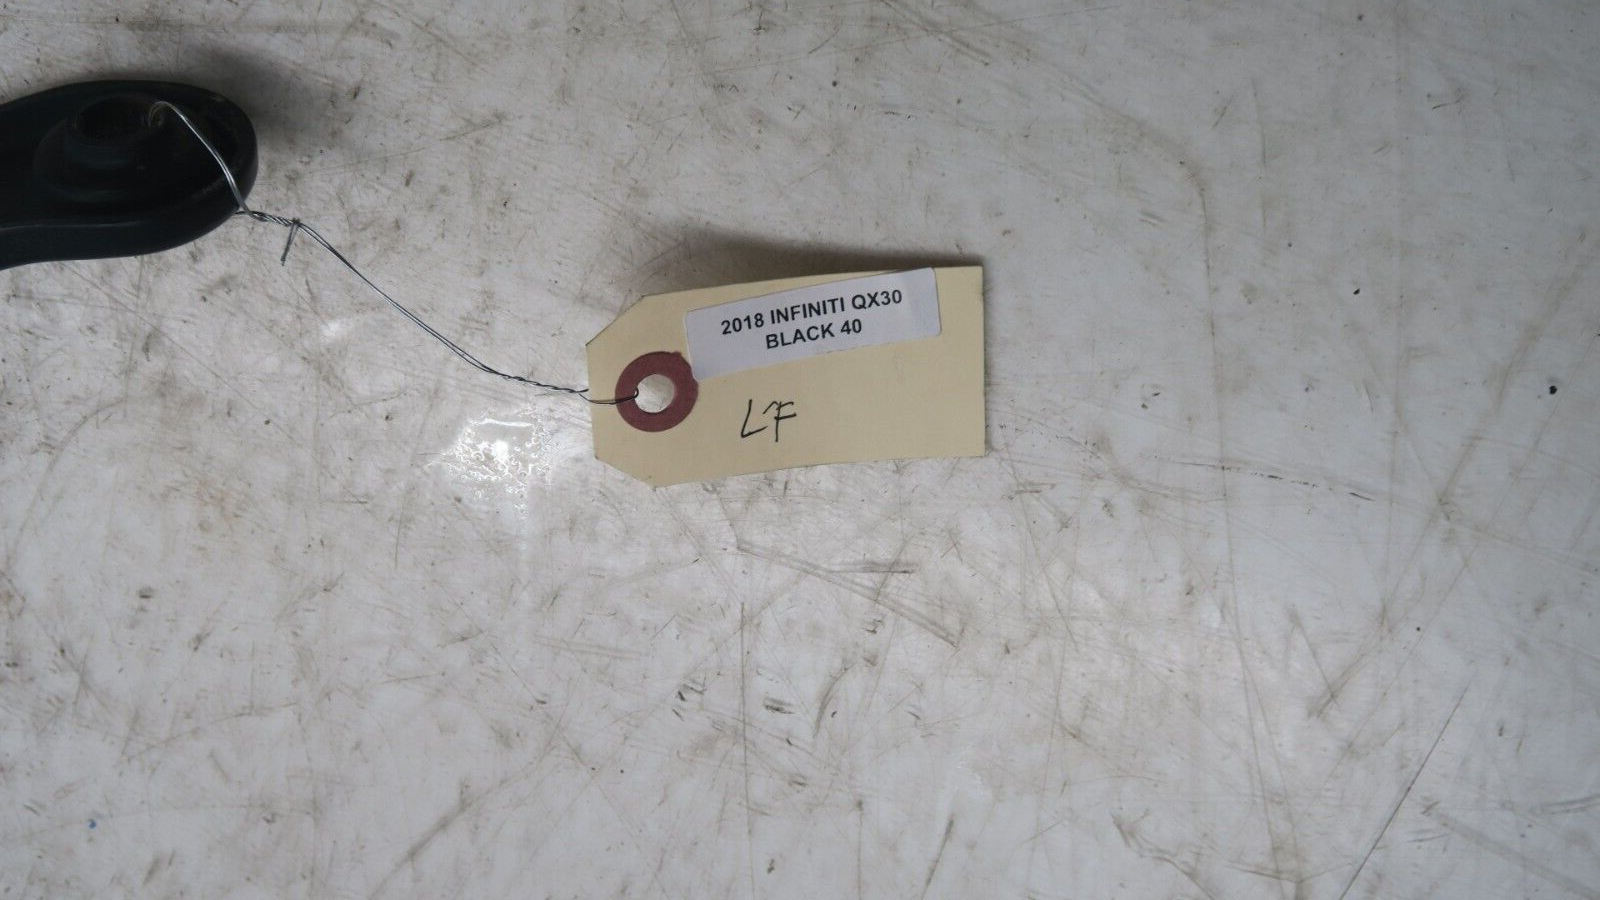 2018 INFINITI QX30
BLACK 40
LF